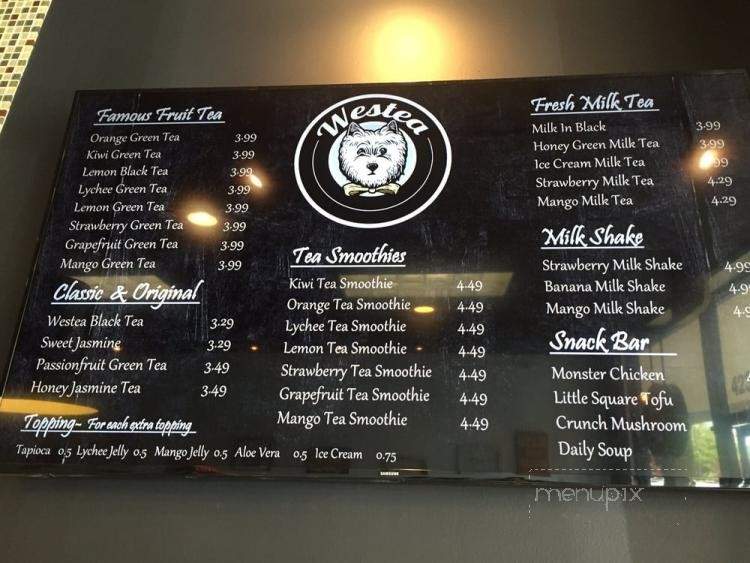 Famous Fruit Tea
Orange Green Tea 3.99
Kiwi Green Tea 3.99
Lemon Black Tea 3.99
Lychee Green Tea 3.99
Lemon Green Tea 3.99
Strawberry Green Tea 3.99
Grapefruit Green Tea 3.99
Mango Green Tea 3.99
Classic & Original
Westea Black Tea 3.29
Sweet Jasmine 3.29
Passionfruit Green Tea 3.49
Honey Jasmine Tea 3.49
Topping~ For each extra topping
Tapioca 0.5 Lychee Jelly 0.5 Mango Jelly 0.5 Aloe Vera 0.5 Ice Cream 0.75
Westea
Tea Smoothies
Kiwi Tea Smoothie 4.49
Orange Tea Smoothie 4.49
Lychee Tea Smoothie 4.49
Lemon Tea Smoothie 4.49
Strawberry Tea Smoothie 4.49
Grapefruit Tea Smoothie 4.49
Mango Tea Smoothie 4.49
SAMSUNG
Fresh Milk Tea
Milk In Black 3.99
Honey Green Milk Tea 3.99
Ice Cream Milk Tea
Strawberry Milk Tea 4.29
Mango Milk Tea 4.29
Milk Shake
Strawberry Milk Shake 4.99
Banana Milk Shake
Mango Milk Shake
Snack Bar
Monster Chicken
Little Square Tofu
Crunch Mushroom
Daily Soup
menupix